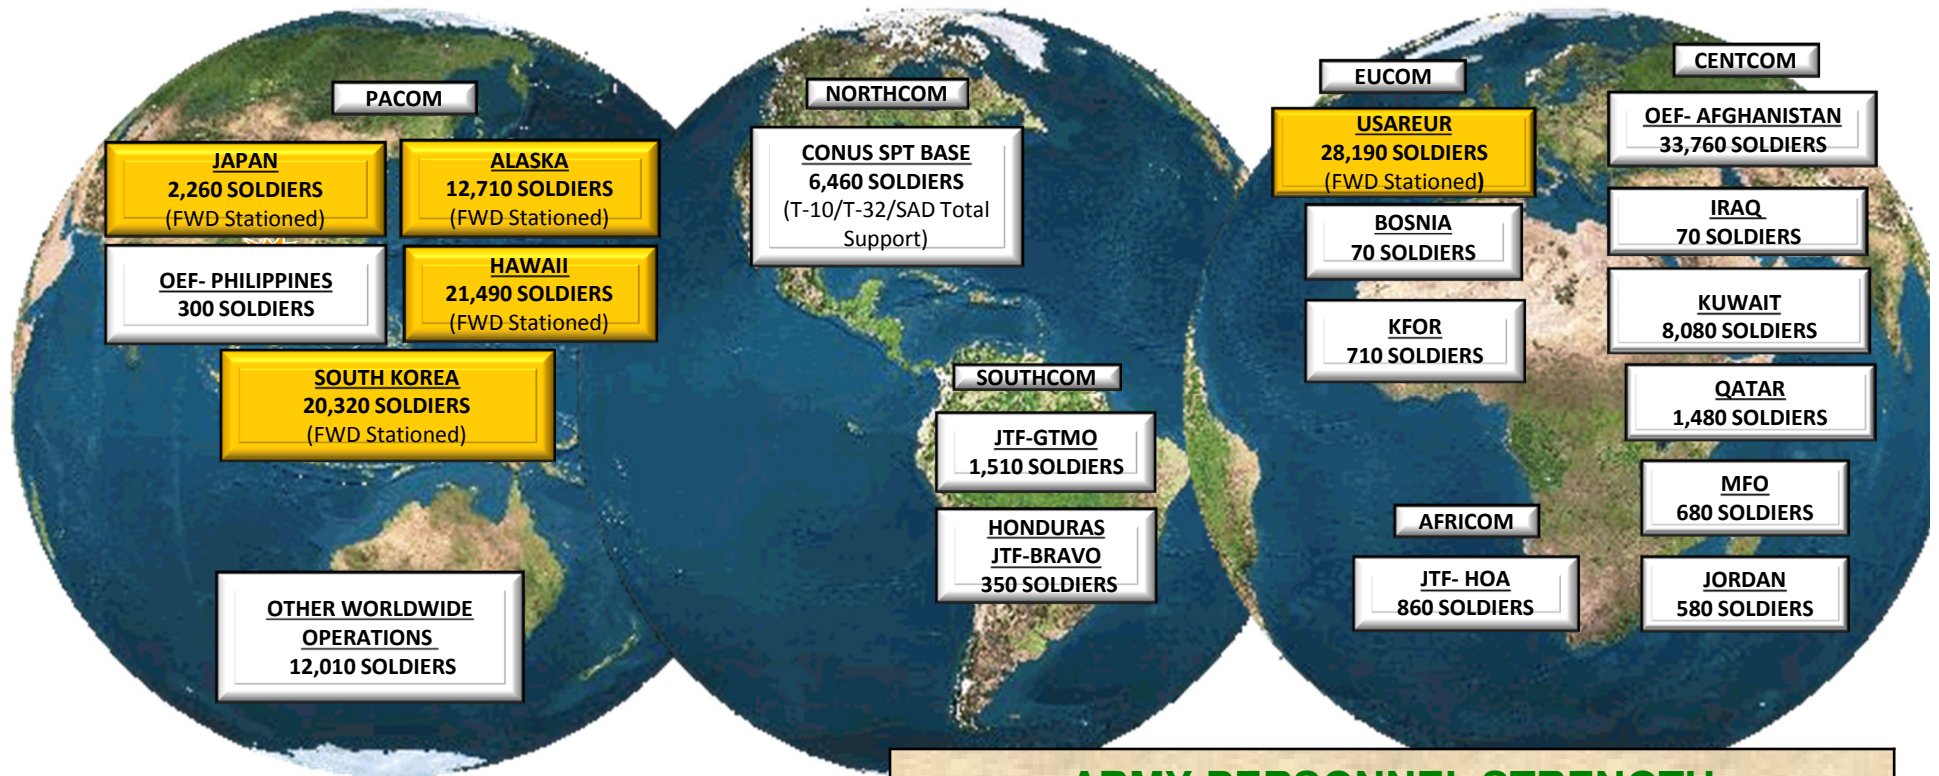 PACOM
JAPAN
2,260 SOLDIERS
(FWD Stationed)
ALASKA
12,710 SOLDIERS
(FWD Stationed)
OEF- PHILIPPINES
300 SOLDIERS
HAWAII
21,490 SOLDIERS
(FWD Stationed)
SOUTH KOREA
20,320 SOLDIERS
(FWD Stationed)
OTHER WORLDWIDE
OPERATIONS
12,010 SOLDIERS
NORTHCOM
CONUS SPT BASE
6,460 SOLDIERS
(T-10/T-32/SAD Total
Support)
SOUTHCOM
JTF-GTMO
1,510 SOLDIERS
HONDURAS
JTF-BRAVO
350 SOLDIERS
EUCOM
USAREUR
28,190 SOLDIERS
(FWD Stationed)
BOSNIA
70 SOLDIERS
KFOR
710 SOLDIERS
AFRICOM
JTF- HOA
860 SOLDIERS
CENTCOM
OEF- AFGHANISTAN
33,760 SOLDIERS
IRAQ
70 SOLDIERS
KUWAIT
8,080 SOLDIERS
QATAR
1,480 SOLDIERS
MFO
680 SOLDIERS
JORDAN
580 SOLDIERS
ARMY PERSONNEL STRENGTH